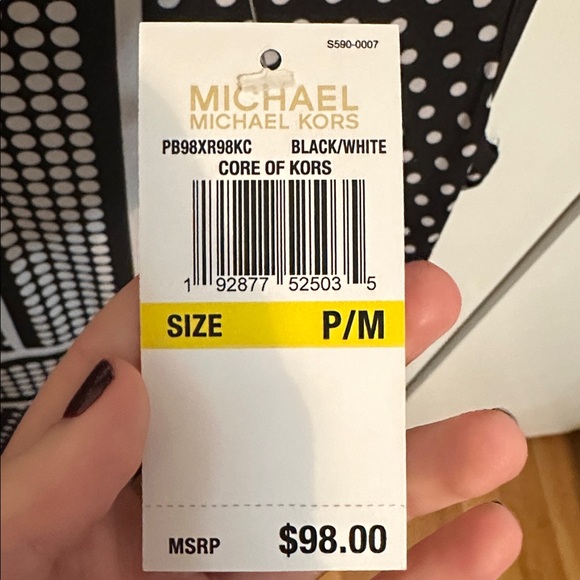 S590-0007
MICHAEL
MICHAEL KORS
PB98XR98KC BLACK/WHITE
CORE OF KORS
1 92877 52503 5
SIZE P/M
MSRP $98.00